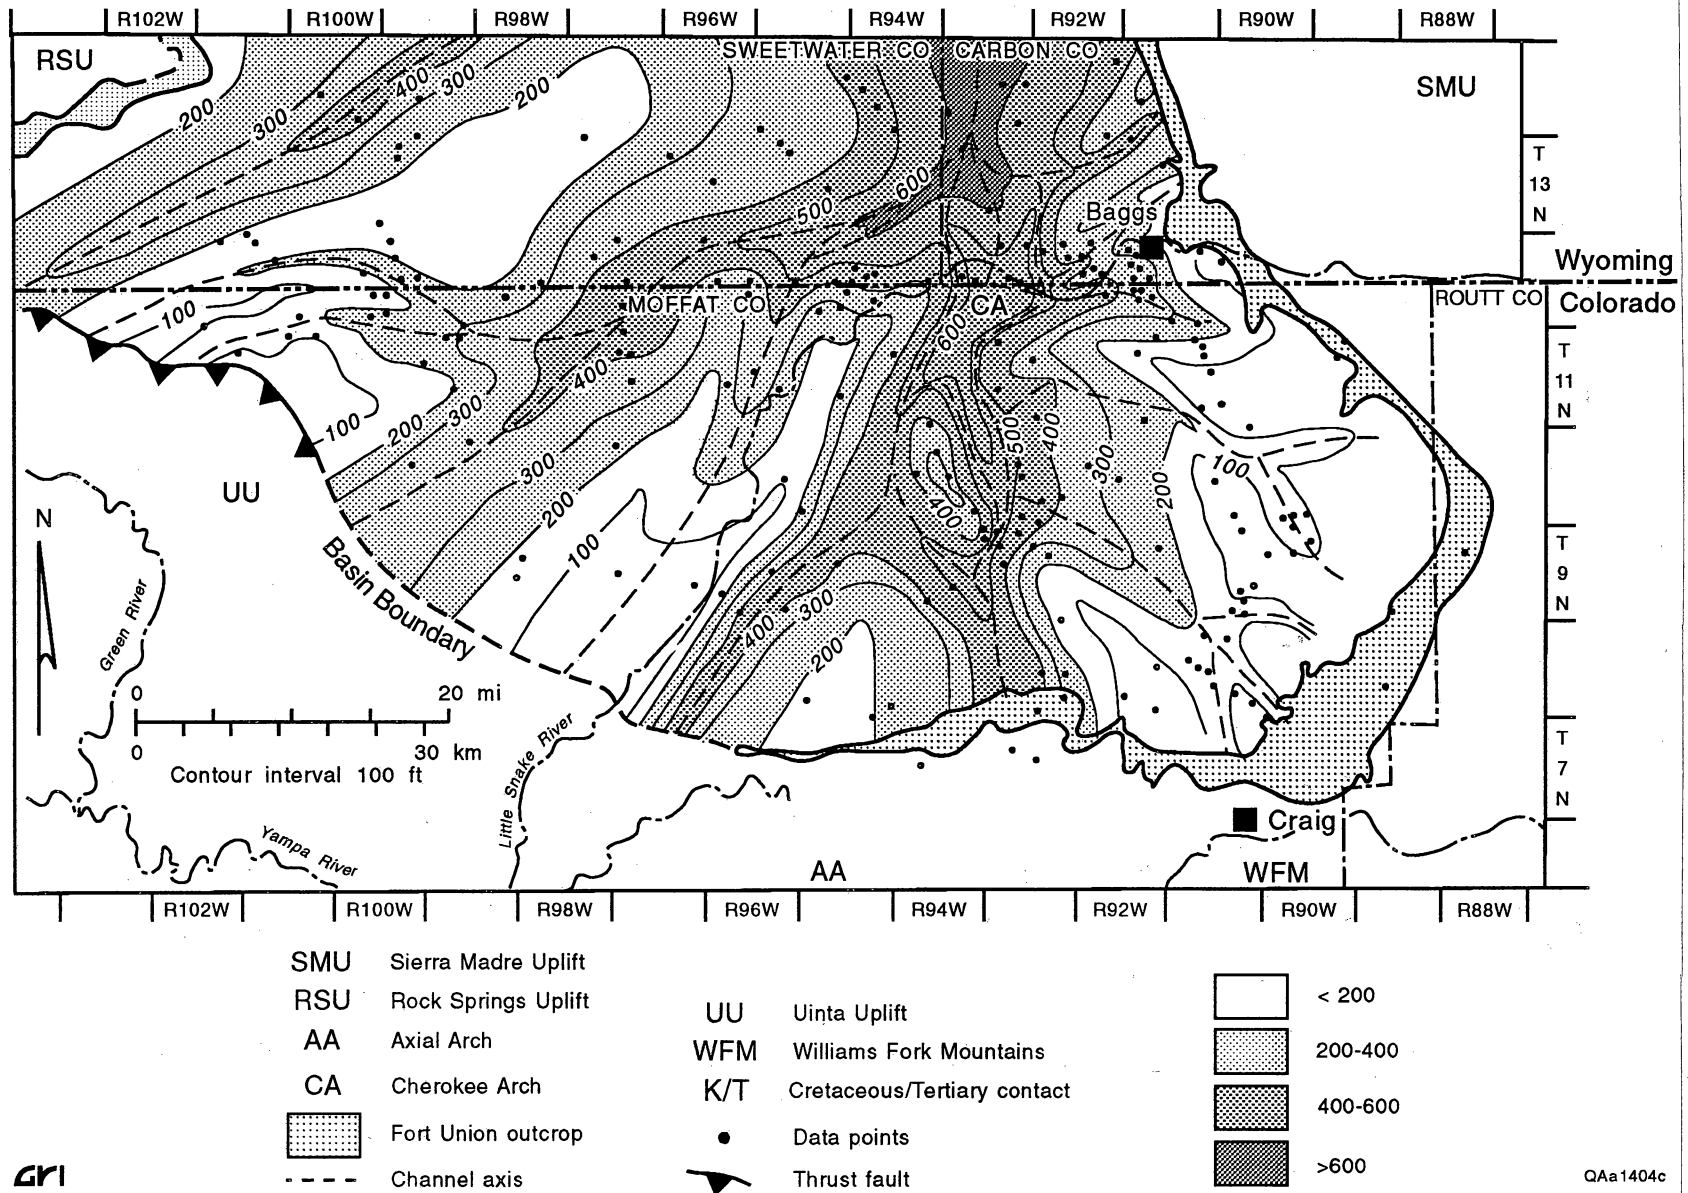 R102W R100W R98W R96W R94W R92W R90W R88W
RSU
SWEETWATER CO CARBON CO
SMU
400
300
200
200
300
T
13
N
600
500
Baggs
Wyoming
Colorado
MOFFAT CO
CA
ROUTT CO
100
600
T
11
N
400
300
200
100
500
400
300
200
100
UU
N
300
200
400
100
T
9
N
Basin Boundary
Green River
400
300
200
0 20 mi
0 30 km
Contour interval 100 ft
Little Snake River
T
7
N
Yampa River
Craig
AA
WFM
R102W R100W R98W R96W R94W R92W R90W R88W
SMU Sierra Madre Uplift
RSU Rock Springs Uplift
AA Axial Arch
CA Cherokee Arch
Fort Union outcrop
Channel axis
UU Uinta Uplift
WFM Williams Fork Mountains
K/T Cretaceous/Tertiary contact
Data points
Thrust fault
< 200
200-400
400-600
>600
GRI
QAa1404c